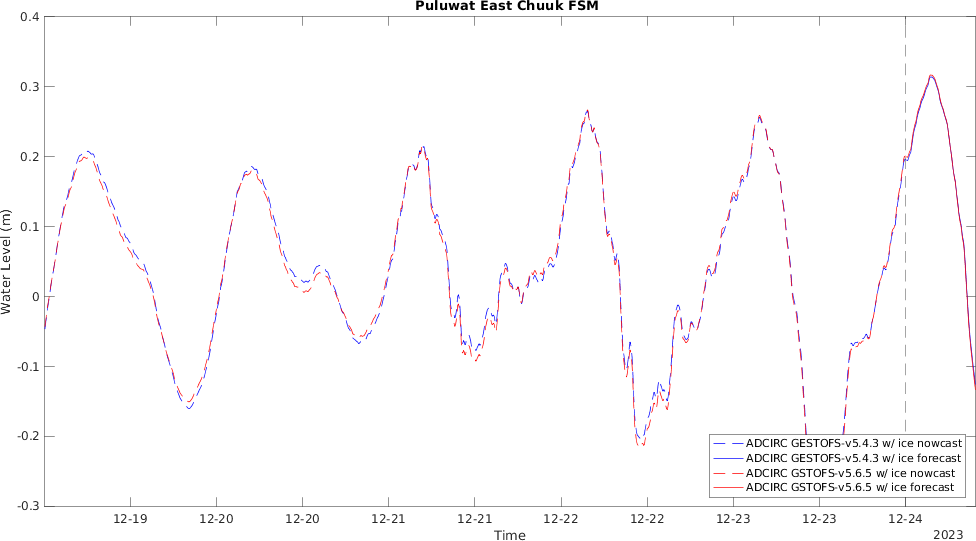 Puluwat East Chuuk FSM
0.4
0.3
0.2
0.1
0
-0.1
-0.2
-0.3
Water Level (m)
12-19 12-20 12-20 12-21 12-21 12-22 12-22 12-23 12-23 12-24
Time
2023
ADCIRC GESTOFS-v5.4.3 w/ ice nowcast
ADCIRC GESTOFS-v5.4.3 w/ ice forecast
ADCIRC GSTOFS-v5.6.5 w/ ice nowcast
ADCIRC GSTOFS-v5.6.5 w/ ice forecast